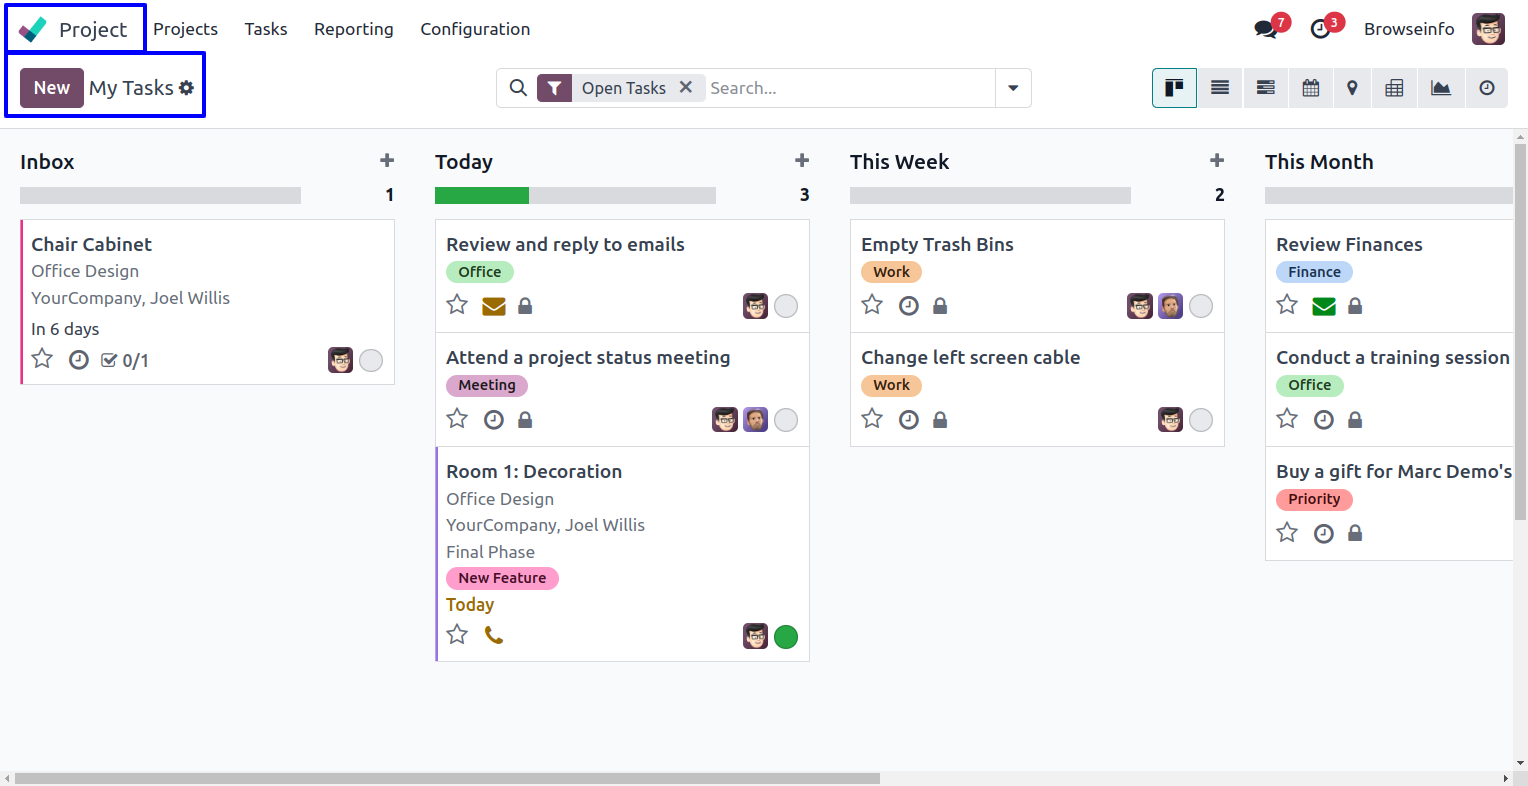 Project
Projects
Tasks
Reporting
Configuration
7
3
Browseinfo
New
My Tasks
Open Tasks
Search...
Inbox
1
Chair Cabinet
Office Design
YourCompany, Joel Willis
In 6 days
0/1
Today
3
Review and reply to emails
Office
Attend a project status meeting
Meeting
Room 1: Decoration
Office Design
YourCompany, Joel Willis
Final Phase
New Feature
Today
This Week
2
Empty Trash Bins
Work
Change left screen cable
Work
This Month
Review Finances
Finance
Conduct a training session
Office
Buy a gift for Marc Demo's
Priority